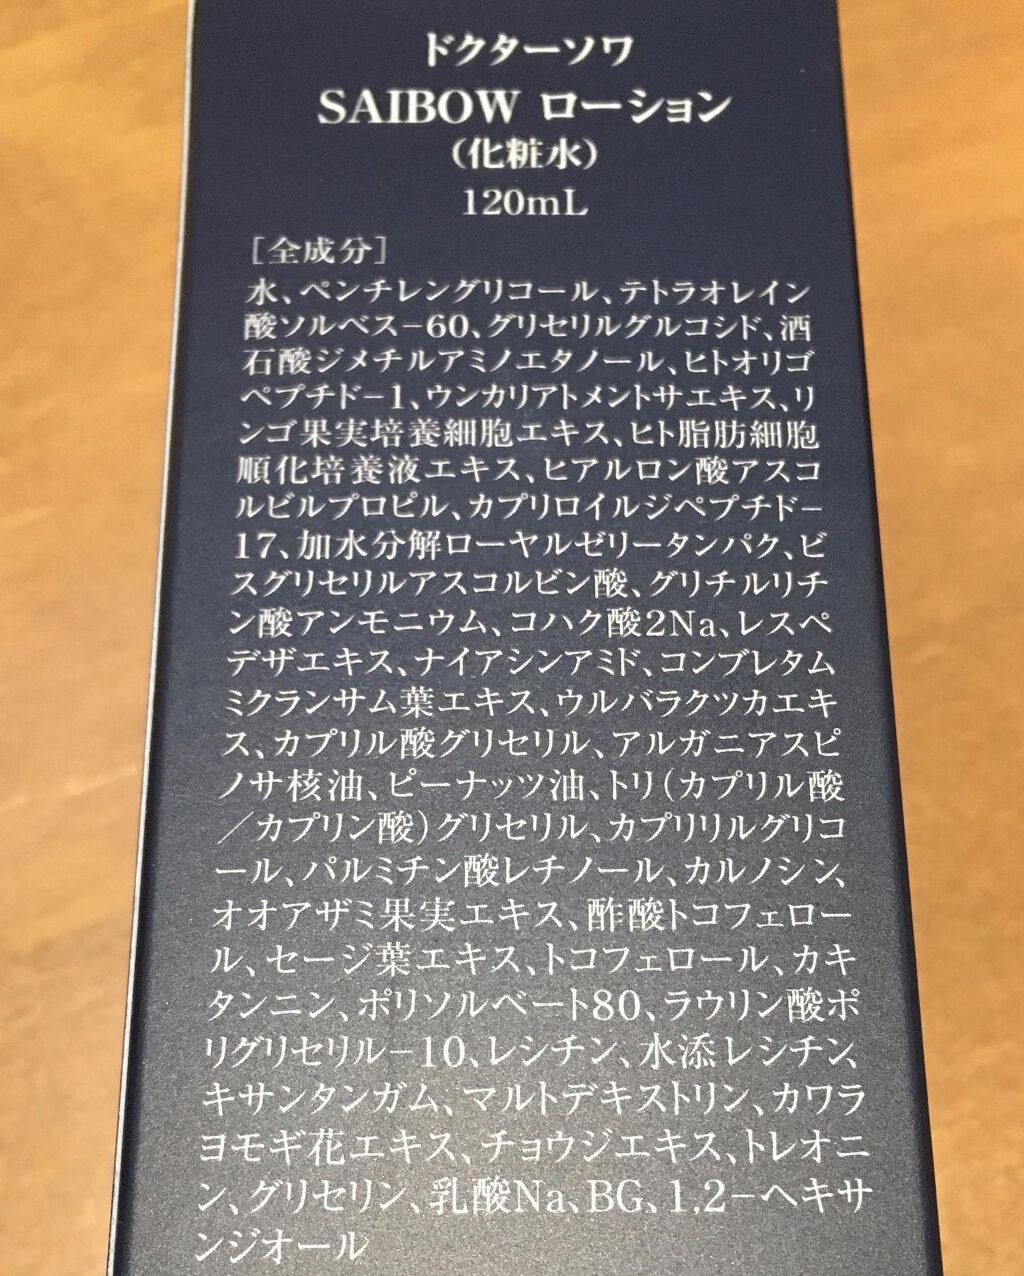 ドクターソワ
SAIBOW ローション
（化粧水）
120mL
［全成分］
水、ペンチレングリコール、テトラオレイン
酸ソルベス−60、グリセリルグルコシド、酒
石酸ジメチルアミノエタノール、ヒトオリゴ
ペプチド−1、ウンカリアトメントサエキス、リ
ンゴ果実培養細胞エキス、ヒト脂肪細胞
順化培養液エキス、ヒアルロン酸アスコ
ルビルプロピル、カプリロイルジペプチド−
17、加水分解ローヤルゼリータンパク、ビ
スグリセリルアスコルビン酸、グリチルリチ
ン酸アンモニウム、コハク酸2Na、レスペ
デザエキス、ナイアシンアミド、コンブレタム
ミクランサム葉エキス、ウルバラクツカエキ
ス、カプリル酸グリセリル、アルガニアスピ
ノサ核油、ピーナッツ油、トリ（カプリル酸
／カプリン酸）グリセリル、カプリリルグリコ
ール、パルミチン酸レチノール、カルノシン、
オオアザミ果実エキス、酢酸トコフェロー
ル、セージ葉エキス、トコフェロール、カキ
タンニン、ポリソルベート80、ラウリン酸ポ
リグリセリル−10、レシチン、水添レシチン、
キサンタンガム、マルトデキストリン、カワラ
ヨモギ花エキス、チョウジエキス、トレオニ
ン、グリセリン、乳酸Na、BG、1,2−ヘキサ
ンジオール